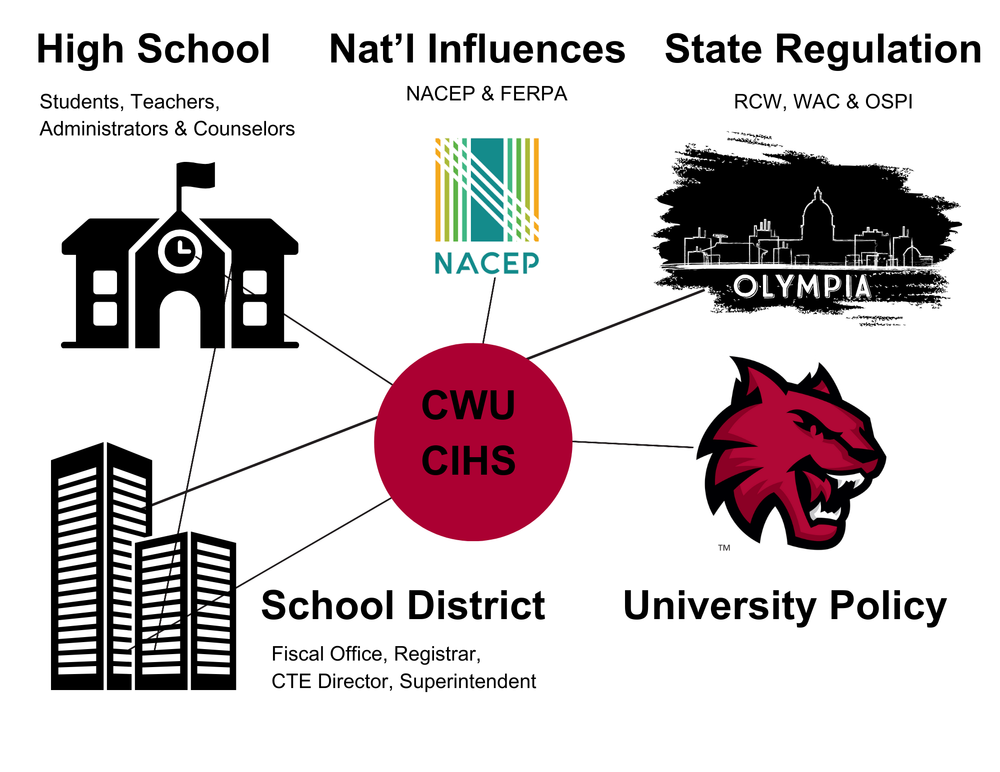 High School
Students, Teachers,
Administrators & Counselors
Nat’l Influences
NACEP & FERPA
NACEP
State Regulation
RCW, WAC & OSPI
OLYMPIA
CWU
CIHS
TM
School District
Fiscal Office, Registrar,
CTE Director, Superintendent
University Policy